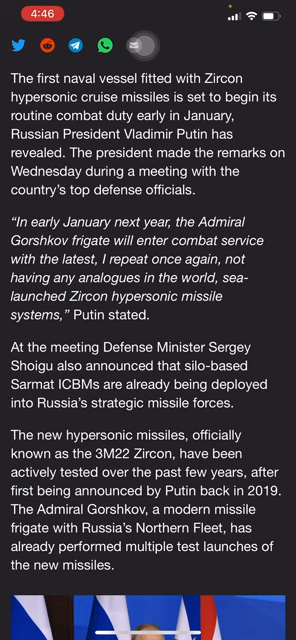 4:46
The first naval vessel fitted with Zircon
hypersonic cruise missiles is set to begin its
routine combat duty early in January,
Russian President Vladimir Putin has
revealed. The president made the remarks on
Wednesday during a meeting with the
country's top defense officials.
“In early January next year, the Admiral
Gorshkov frigate will enter combat service
with the latest, I repeat once again, not
having any analogues in the world, sea-
launched Zircon hypersonic missile
systems,” Putin stated.
At the meeting Defense Minister Sergey
Shoigu also announced that silo-based
Sarmat ICBMs are already being deployed
into Russia's strategic missile forces.
The new hypersonic missiles, officially
known as the 3M22 Zircon, have been
actively tested over the past few years, after
first being announced by Putin back in 2019.
The Admiral Gorshkov, a modern missile
frigate with Russia's Northern Fleet, has
already performed multiple test launches of
the new missiles.